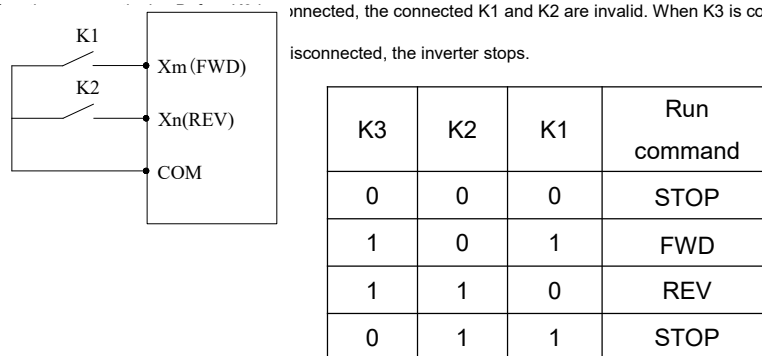 onnected, the connected K1 and K2 are invalid. When K3 is co
isconnected, the inverter stops.
K1
Xm(FWD)
K2
Xn(REV)
COM
K3 K2 K1 Run command
0 0 0 STOP
1 0 1 FWD
1 1 0 REV
0 1 1 STOP